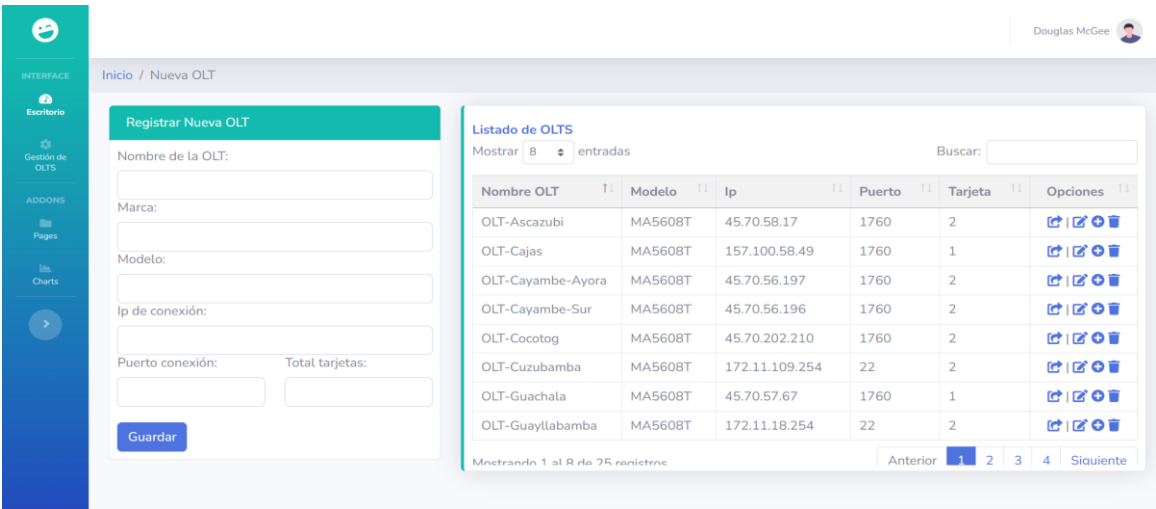 Douglas McGee
INTERFACE
Escritorio
Gestión de
OLTS
ADDONS
Pages
Charts
Inicio / Nueva OLT
Registrar Nueva OLT
Nombre de la OLT:
Marca:
Modelo:
Ip de conexión:
Puerto conexión: Total tarjetas:
Guardar
Listado de OLTS
Mostrar 8 entradas Buscar:
Nombre OLT Modelo Ip Puerto Tarjeta Opciones
OLT-Ascazubi MA5608T 45.70.58.17 1760 2 |
OLT-Cajas MA5608T 157.100.58.49 1760 1 |
OLT-Cayambe-Ayora MA5608T 45.70.56.197 1760 2 |
OLT-Cayambe-Sur MA5608T 45.70.56.196 1760 2 |
OLT-Cocotog MA5608T 45.70.202.210 1760 2 |
OLT-Cuzubamba MA5608T 172.11.109.254 22 2 |
OLT-Guachala MA5608T 45.70.57.67 1760 1 |
OLT-Guayllabamba MA5608T 172.11.18.254 22 2 |
Mostrando 1 al 8 de 25 registros Anterior 1 2 3 4 Siguiente